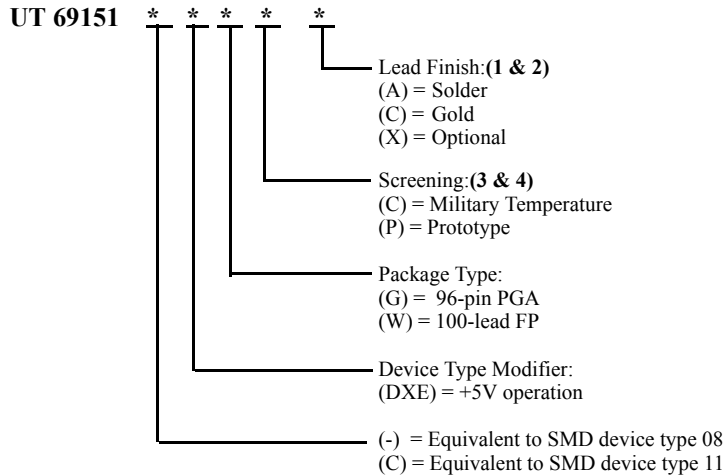 UT 69151 * * * * *
Lead Finish:(1 & 2)
(A) = Solder
(C) = Gold
(X) = Optional
Screening:(3 & 4)
(C) = Military Temperature
(P) = Prototype
Package Type:
(G) = 96-pin PGA
(W) = 100-lead FP
Device Type Modifier:
(DXE) = +5V operation
(-) = Equivalent to SMD device type 08
(C) = Equivalent to SMD device type 11